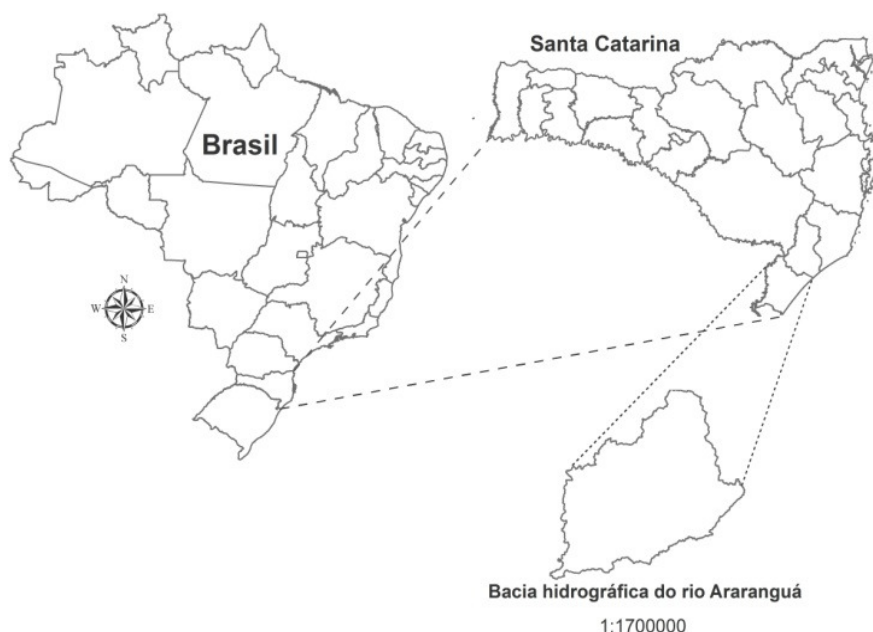 Santa Catarina
Brasil
N
W E
S
Bacia hidrográfica do rio Araranguá
1:1700000